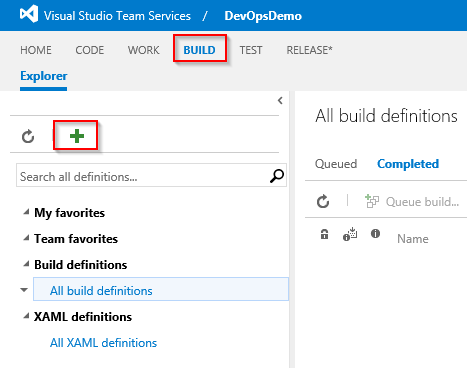 Visual Studio Team Services / DevOpsDemo
HOME CODE WORK BUILD TEST RELEASE*
Explorer
Search all definitions...
My favorites
Team favorites
Build definitions
All build definitions
XAML definitions
All XAML definitions
All build definitions
Queued Completed
Queue build...
Name